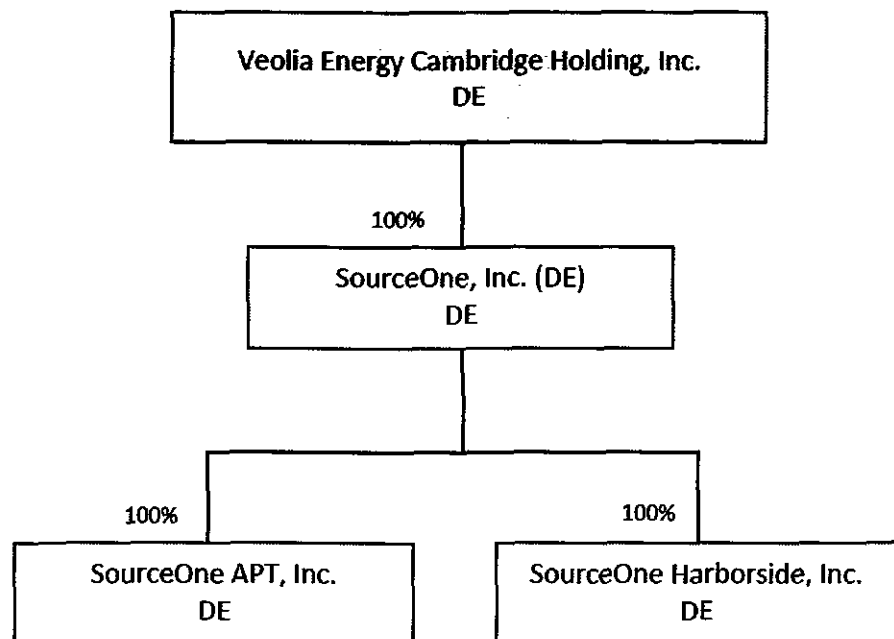 Veolia Energy Cambridge Holding, Inc.
DE
100%
SourceOne, Inc. (DE)
DE
100%
100%
SourceOne APT, Inc.
DE
SourceOne Harborside, Inc.
DE